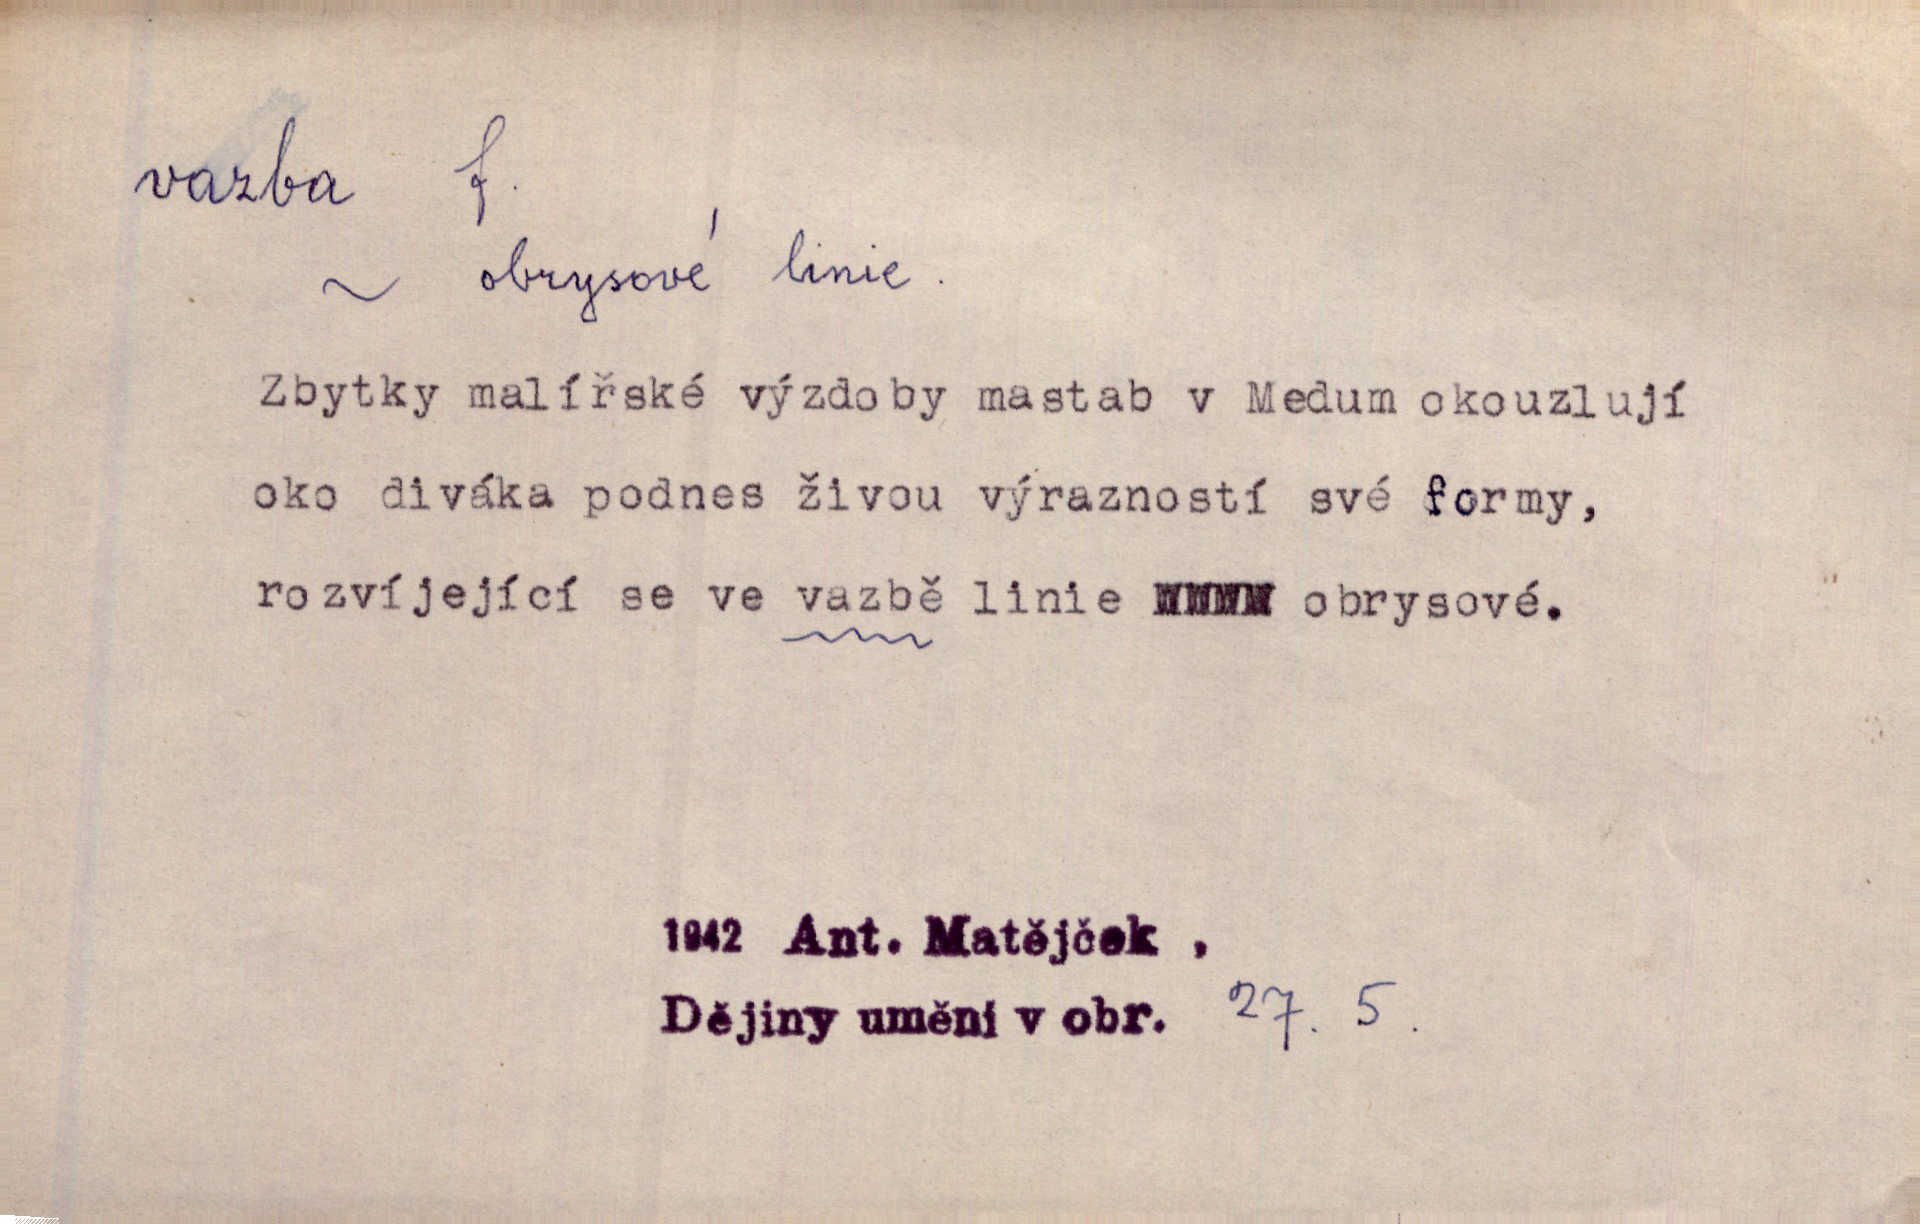 vazba f.
~ obrysové linie.
Zbytky malířské výzdoby mastab v Medum okouzlují
oko diváka podnes živou výrazností své formy,
rozvíjející se ve vazbě linie obrysové.
1942 Ant. Matějček ,
Dějiny umění v obr. 27. 5.